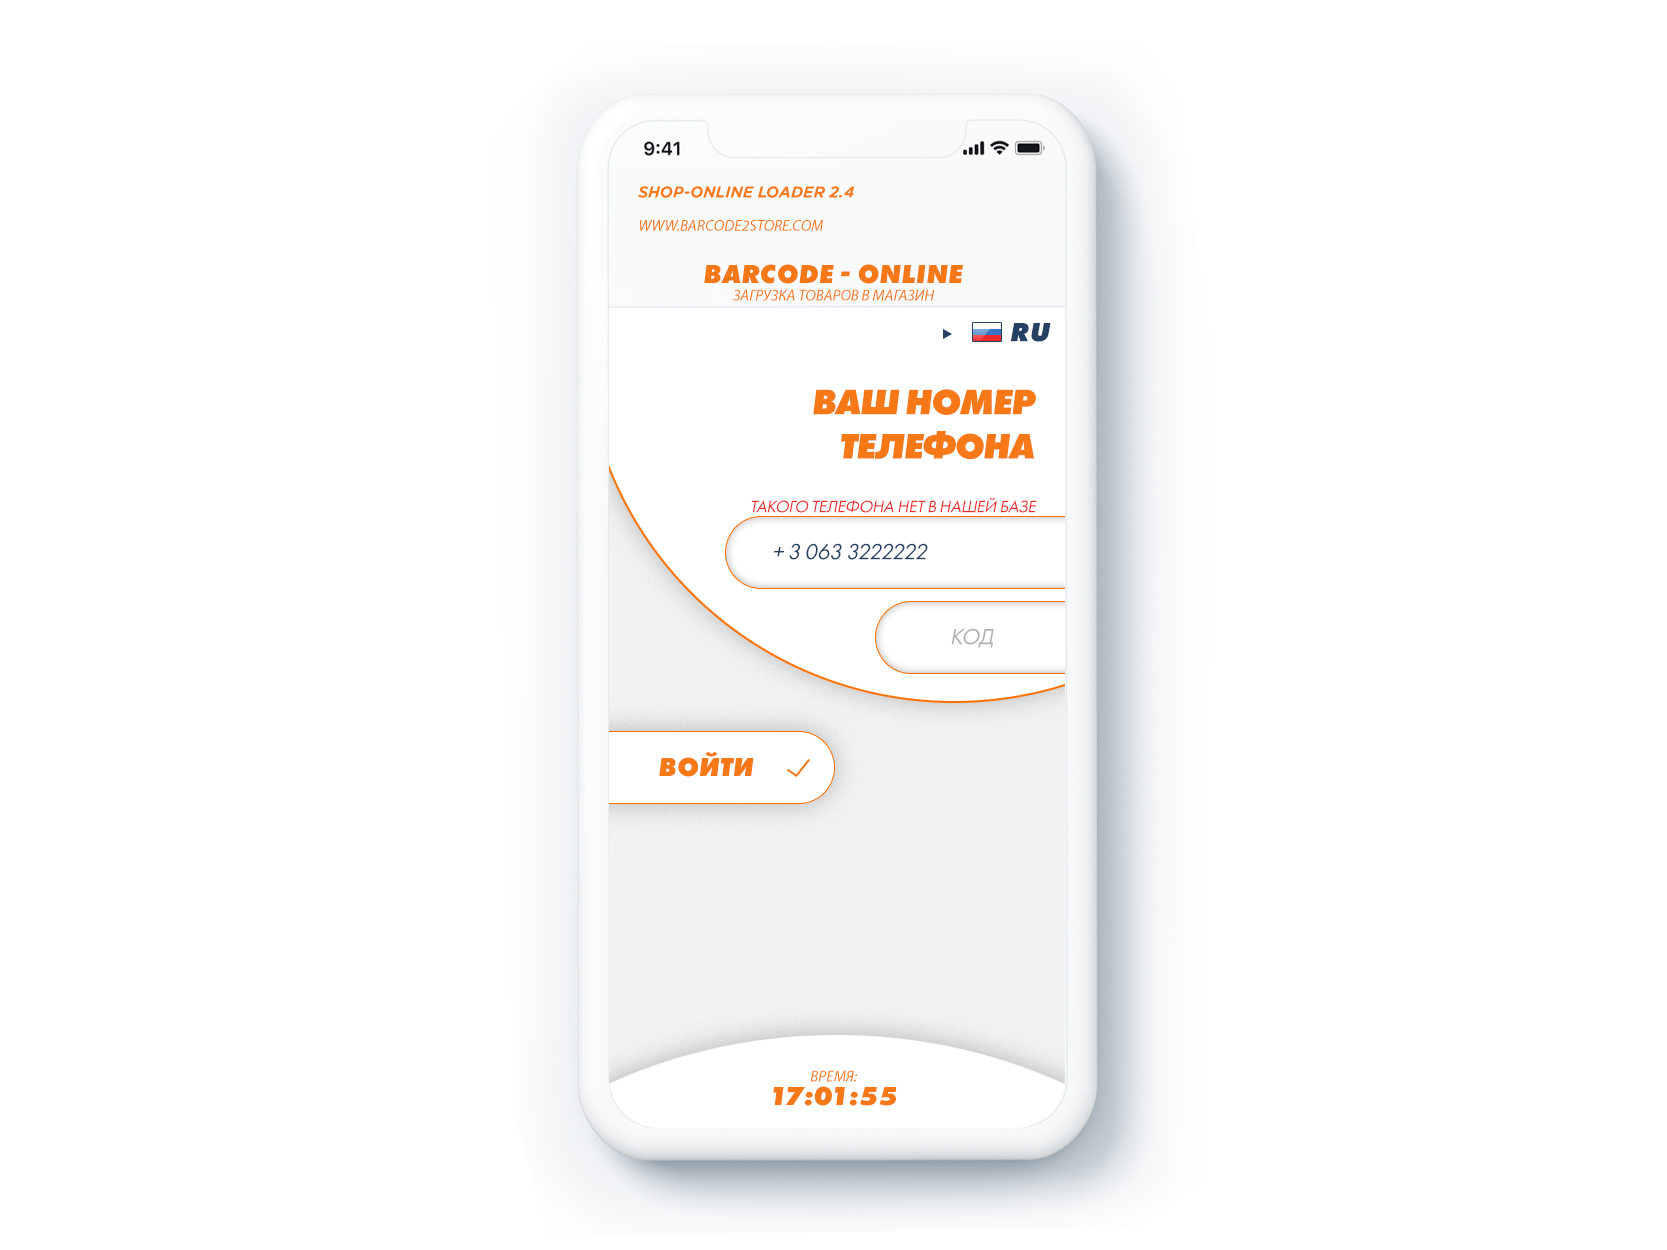 9:41
SHOP-ONLINE LOADER 2.4
WWW.BARCODE2STORE.COM
BARCODE - ONLINE
ЗАГРУЗКА ТОВАРОВ В МАГАЗИН
RU
ВАШ НОМЕР
ТЕЛЕФОНА
ТАКОГО ТЕЛЕФОНА НЕТ В НАШЕЙ БАЗЕ
+ 3 063 3222222
КОД
ВОЙТИ
ВРЕМЯ:
17:01:55